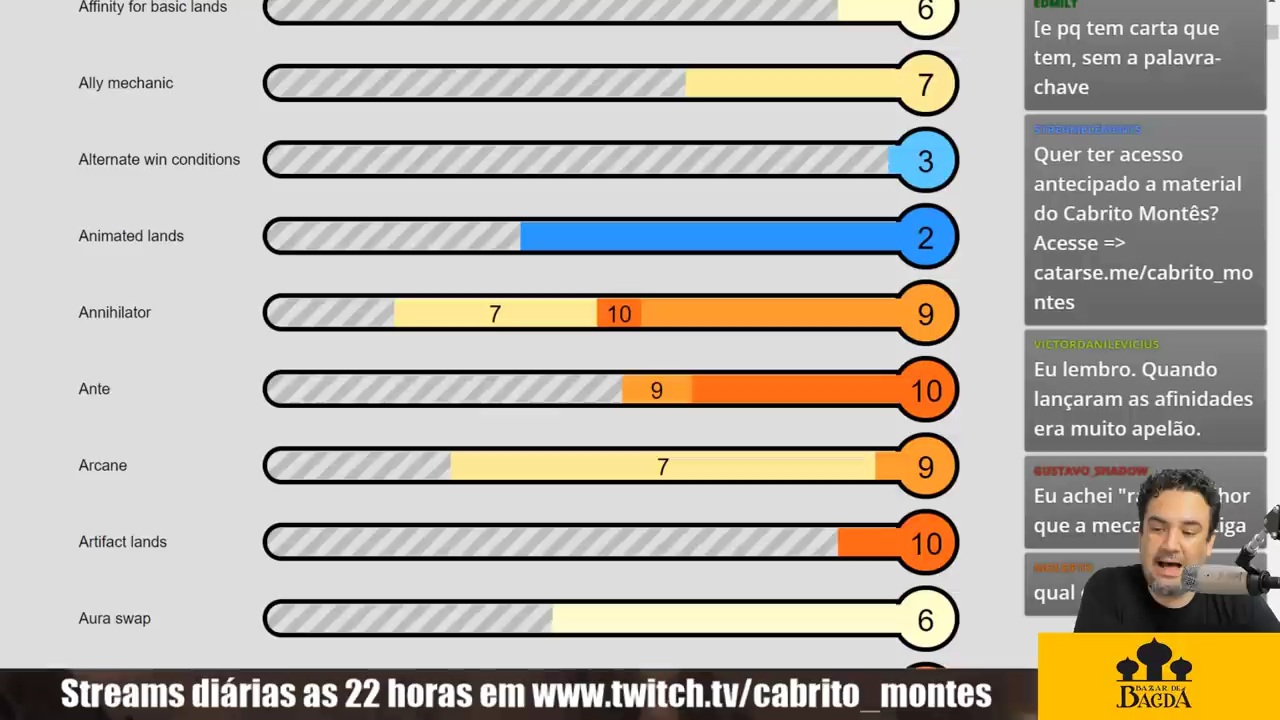 Affinity for basic lands
6
Ally mechanic
7
Alternate win conditions
3
Animated lands
2
Annihilator
7
10
9
Ante
9
10
Arcane
7
9
Artifact lands
10
Aura swap
6
EDMILY
[e pq tem carta que
tem, sem a palavra-
chave
Quer ter acesso
antecipado a material
do Cabrito Montês?
Acesse =>
catarse.me/cabrito_mo
ntes
VICTORDANILEVICIUS
Eu lembro. Quando
lançaram as afinidades
era muito apelão.
GUSTAVO_SHADOW
Eu achei
que a
qual
Streams diárias as 22 horas em www.twitch.tv/cabrito_montes
BAZAR DE
BAGDÁ